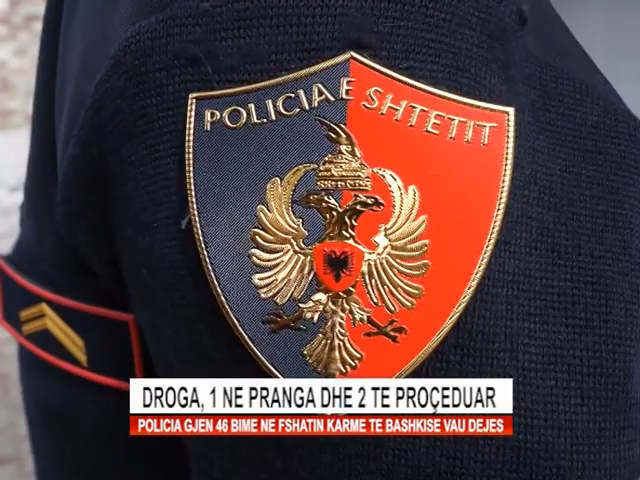 POLICIA E SHTETIT
DROGA, 1 NE PRANGA DHE 2 TE PROÇEDUAR
POLICIA GJEN 46 BIME NE FSHATIN KARME TE BASHKISE VAU DEJES